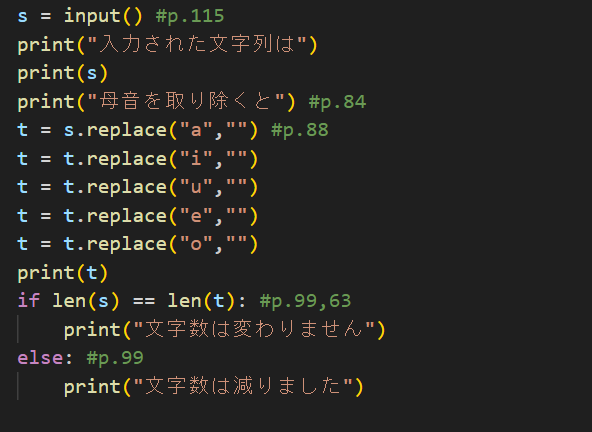 s = input() #p.115
print("入力された文字列は")
print(s)
print("母音を取り除くと") #p.84
t = s.replace("a","") #p.88
t = t.replace("i","")
t = t.replace("u","")
t = t.replace("e","")
t = t.replace("o","")
print(t)
if len(s) == len(t): #p.99,63
    print("文字数は変わりません")
else: #p.99
    print("文字数は減りました")